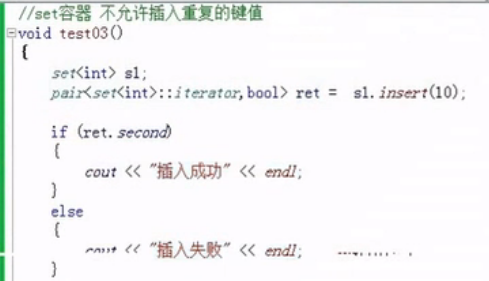 //set容器 不允许插入重复的键值
void test03()
{
set<int> s1;
pair<set<int>::iterator,bool> ret = s1.insert(10);
if (ret.second)
{
cout << "插入成功" << endl;
}
else
{
cout << "插入失败" << endl;
}